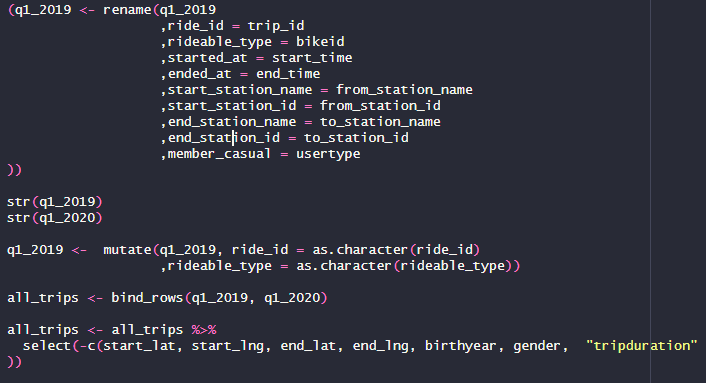 (q1_2019 <- rename(q1_2019
,ride_id = trip_id
,rideable_type = bikeid
,started_at = start_time
,ended_at = end_time
,start_station_name = from_station_name
,start_station_id = from_station_id
,end_station_name = to_station_name
,end_station_id = to_station_id
,member_casual = usertype
))
str(q1_2019)
str(q1_2020)
q1_2019 <-  mutate(q1_2019, ride_id = as.character(ride_id)
,rideable_type = as.character(rideable_type))
all_trips <- bind_rows(q1_2019, q1_2020)
all_trips <- all_trips %>%
select(-c(start_lat, start_lng, end_lat, end_lng, birthyear, gender,  "tripduration"
))